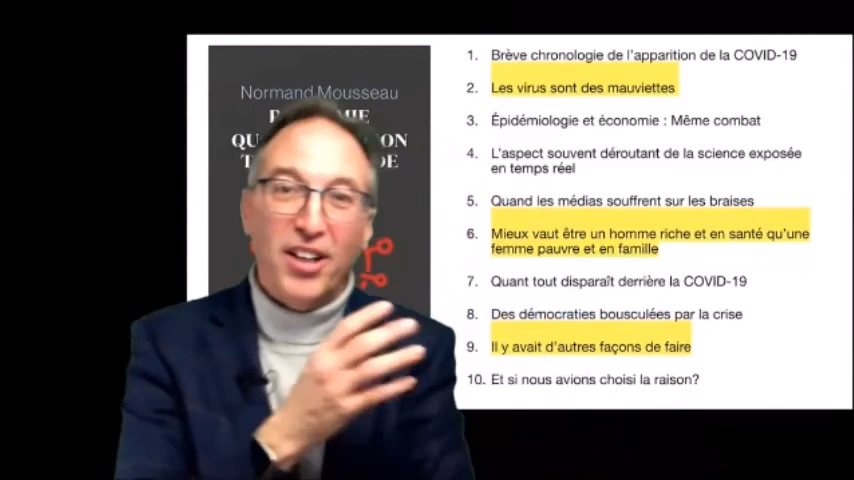 Normand Mousseau
1. Brève chronologie de l'apparition de la COVID-19
2. Les virus sont des mauviettes
3. Épidémiologie et économie : Même combat
4. L'aspect souvent déroutant de la science exposée
en temps réel
5. Quand les médias souffrent sur les braises
6. Mieux vaut être un homme riche et en santé qu'une
femme pauvre et en famille
7. Quant tout disparaît derrière la COVID-19
8. Des démocraties bousculées par la crise
9. Il y avait d'autres façons de faire
10. Et si nous avions choisi la raison?